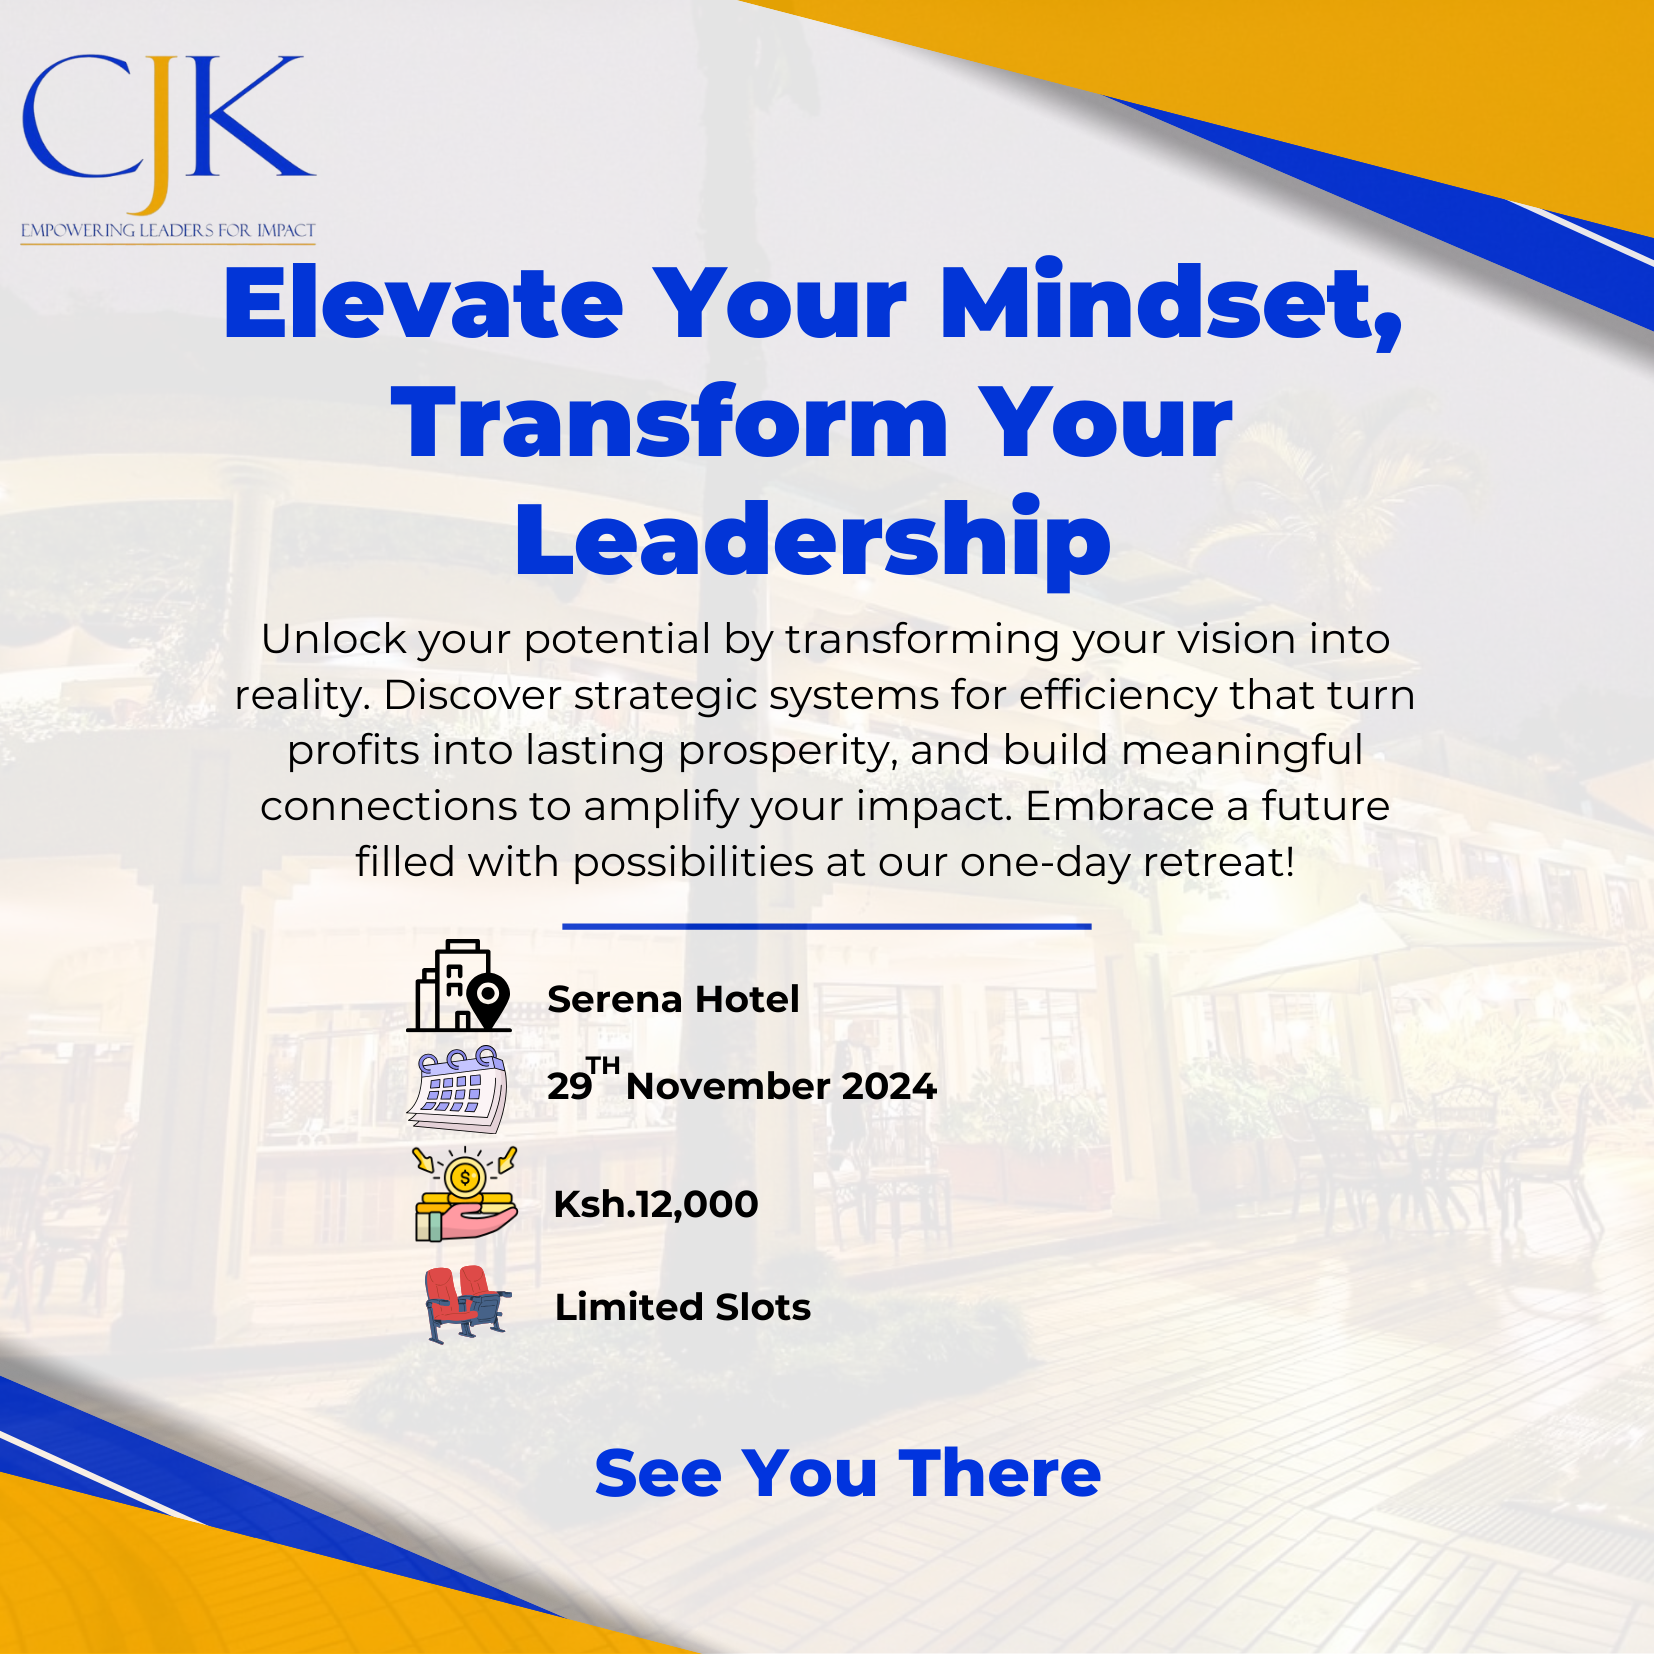 CJK
EMPOWERING LEADERS FOR IMPACT
Elevate Your Mindset,
Transform Your
Leadership
Unlock your potential by transforming your vision into
reality. Discover strategic systems for efficiency that turn
profits into lasting prosperity, and build meaningful
connections to amplify your impact. Embrace a future
filled with possibilities at our one-day retreat!
Serena Hotel
29TH November 2024
Ksh.12,000
Limited Slots
See You There